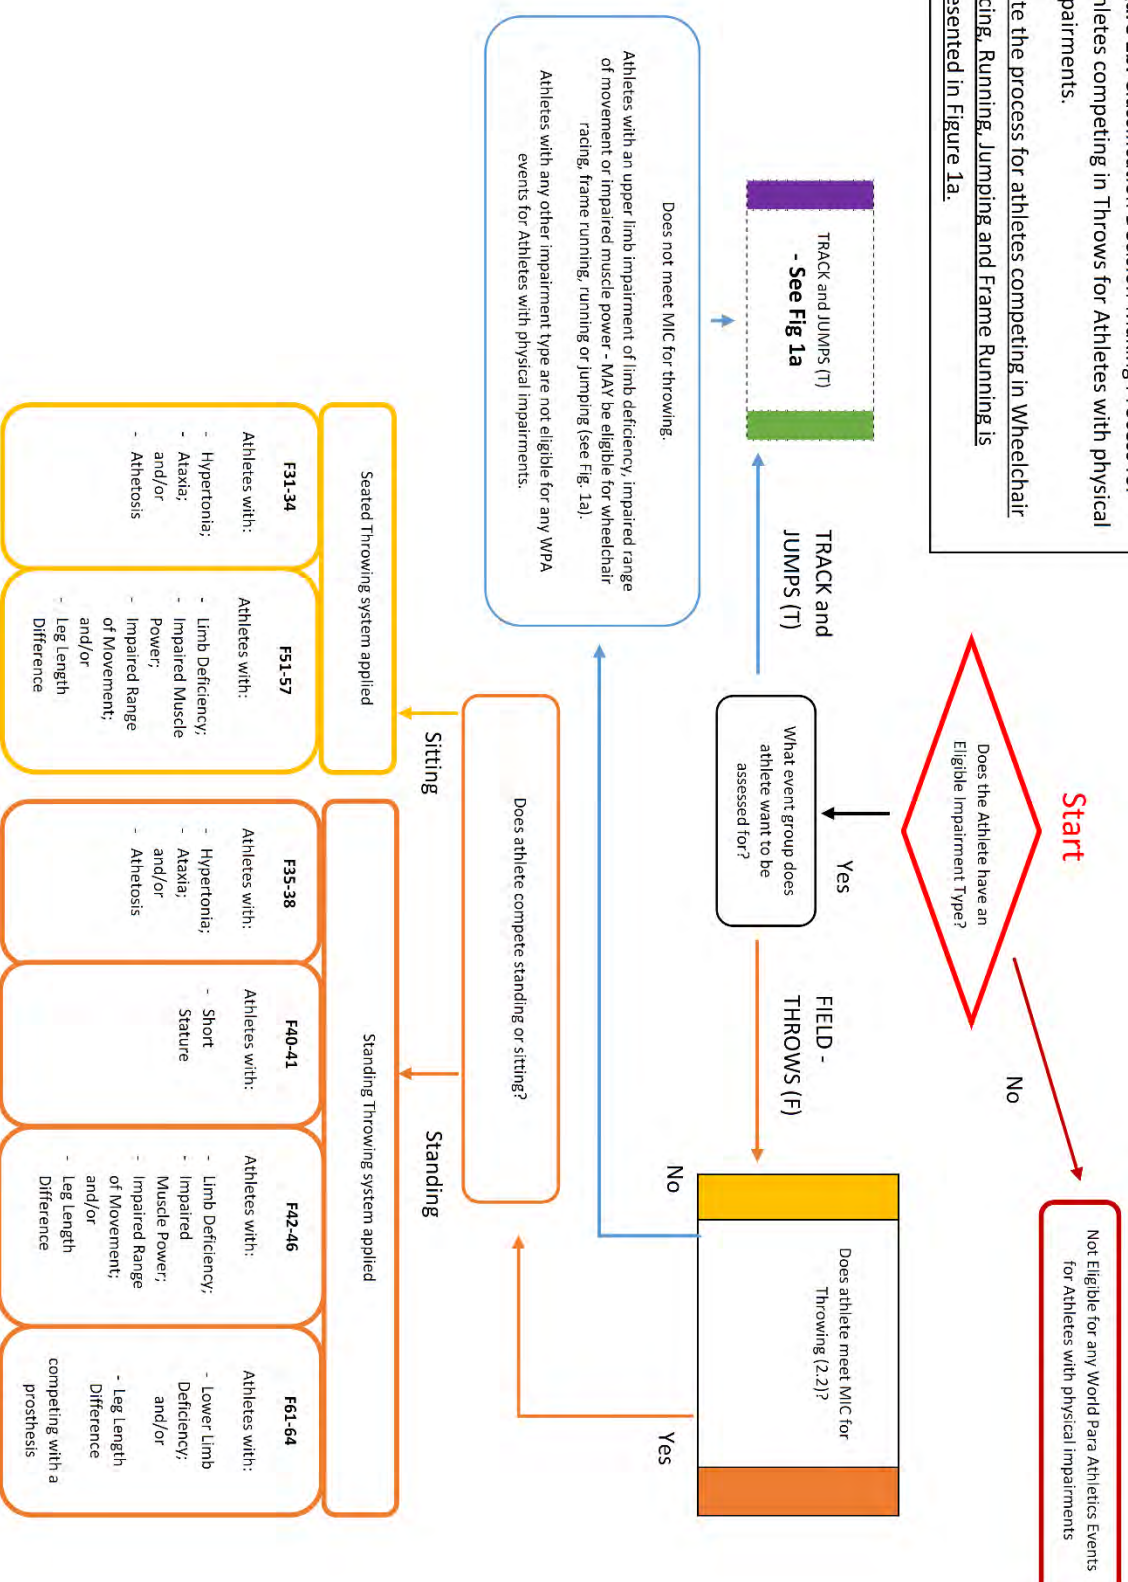 hletes competing in Throws for Athletes with physical
pairments.
te the process for athletes competing in Wheelchair
cing, Running, Jumping and Frame Running is
esented in Figure 1a.
Start
Does the Athlete have an
Eligible Impairment Type?
No
Not Eligible for any World Para Athletics Events
for Athletes with physical impairments
Yes
What event group does
athlete want to be
assessed for?
TRACK and
JUMPS (T)
FIELD -
THROWS (F)
TRACK and JUMPS (T)
- See Fig 1a
Does athlete meet MIC for
Throwing (2.2)?
No
Yes
Does not meet MIC for throwing.
Athletes with an upper limb impairment of limb deficiency, impaired range
of movement or impaired muscle power - MAY be eligible for wheelchair
racing, frame running, running or jumping (see Fig. 1a).
Athletes with any other impairment type are not eligible for any WPA
events for Athletes with physical impairments.
Does athlete compete standing or sitting?
Sitting
Standing
Seated Throwing system applied
Standing Throwing system applied
F31-34
Athletes with:
- Hypertonia;
- Ataxia;
and/or
- Athetosis
F51-57
Athletes with:
- Limb Deficiency;
- Impaired Muscle
Power;
- Impaired Range
of Movement;
and/or
- Leg Length
Difference
F35-38
Athletes with:
- Hypertonia;
- Ataxia;
and/or
- Athetosis
F40-41
Athletes with:
- Short
Stature
F42-46
Athletes with:
- Limb Deficiency;
- Impaired
Muscle Power;
- Impaired Range
of Movement;
and/or
- Leg Length
Difference
F61-64
Athletes with:
- Lower Limb
Deficiency;
and/or
- Leg Length
Difference
competing with a
prosthesis